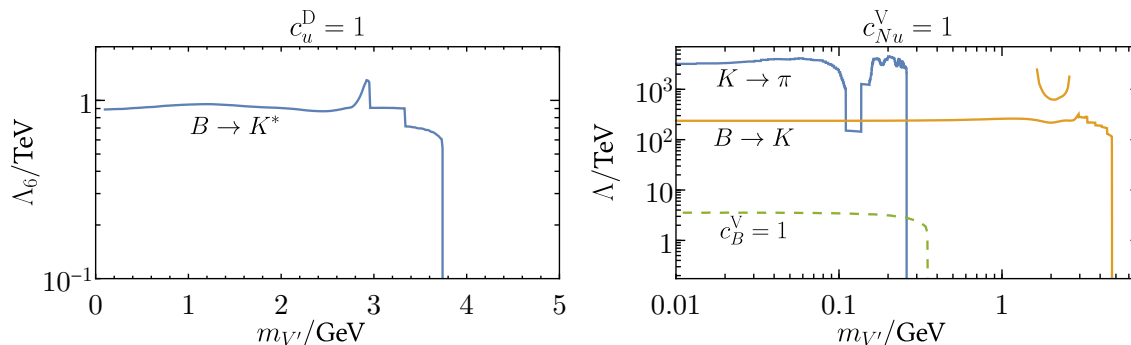 c_u^D = 1
Λ_6/TeV
1
10^−1
B → K*
0 1 2 3 4 5
m_V′/GeV
c_Nu^V = 1
Λ/TeV
10^3
10^2
10
1
K → π
B → K
c_B^V = 1
0.01 0.1 1
m_V′/GeV